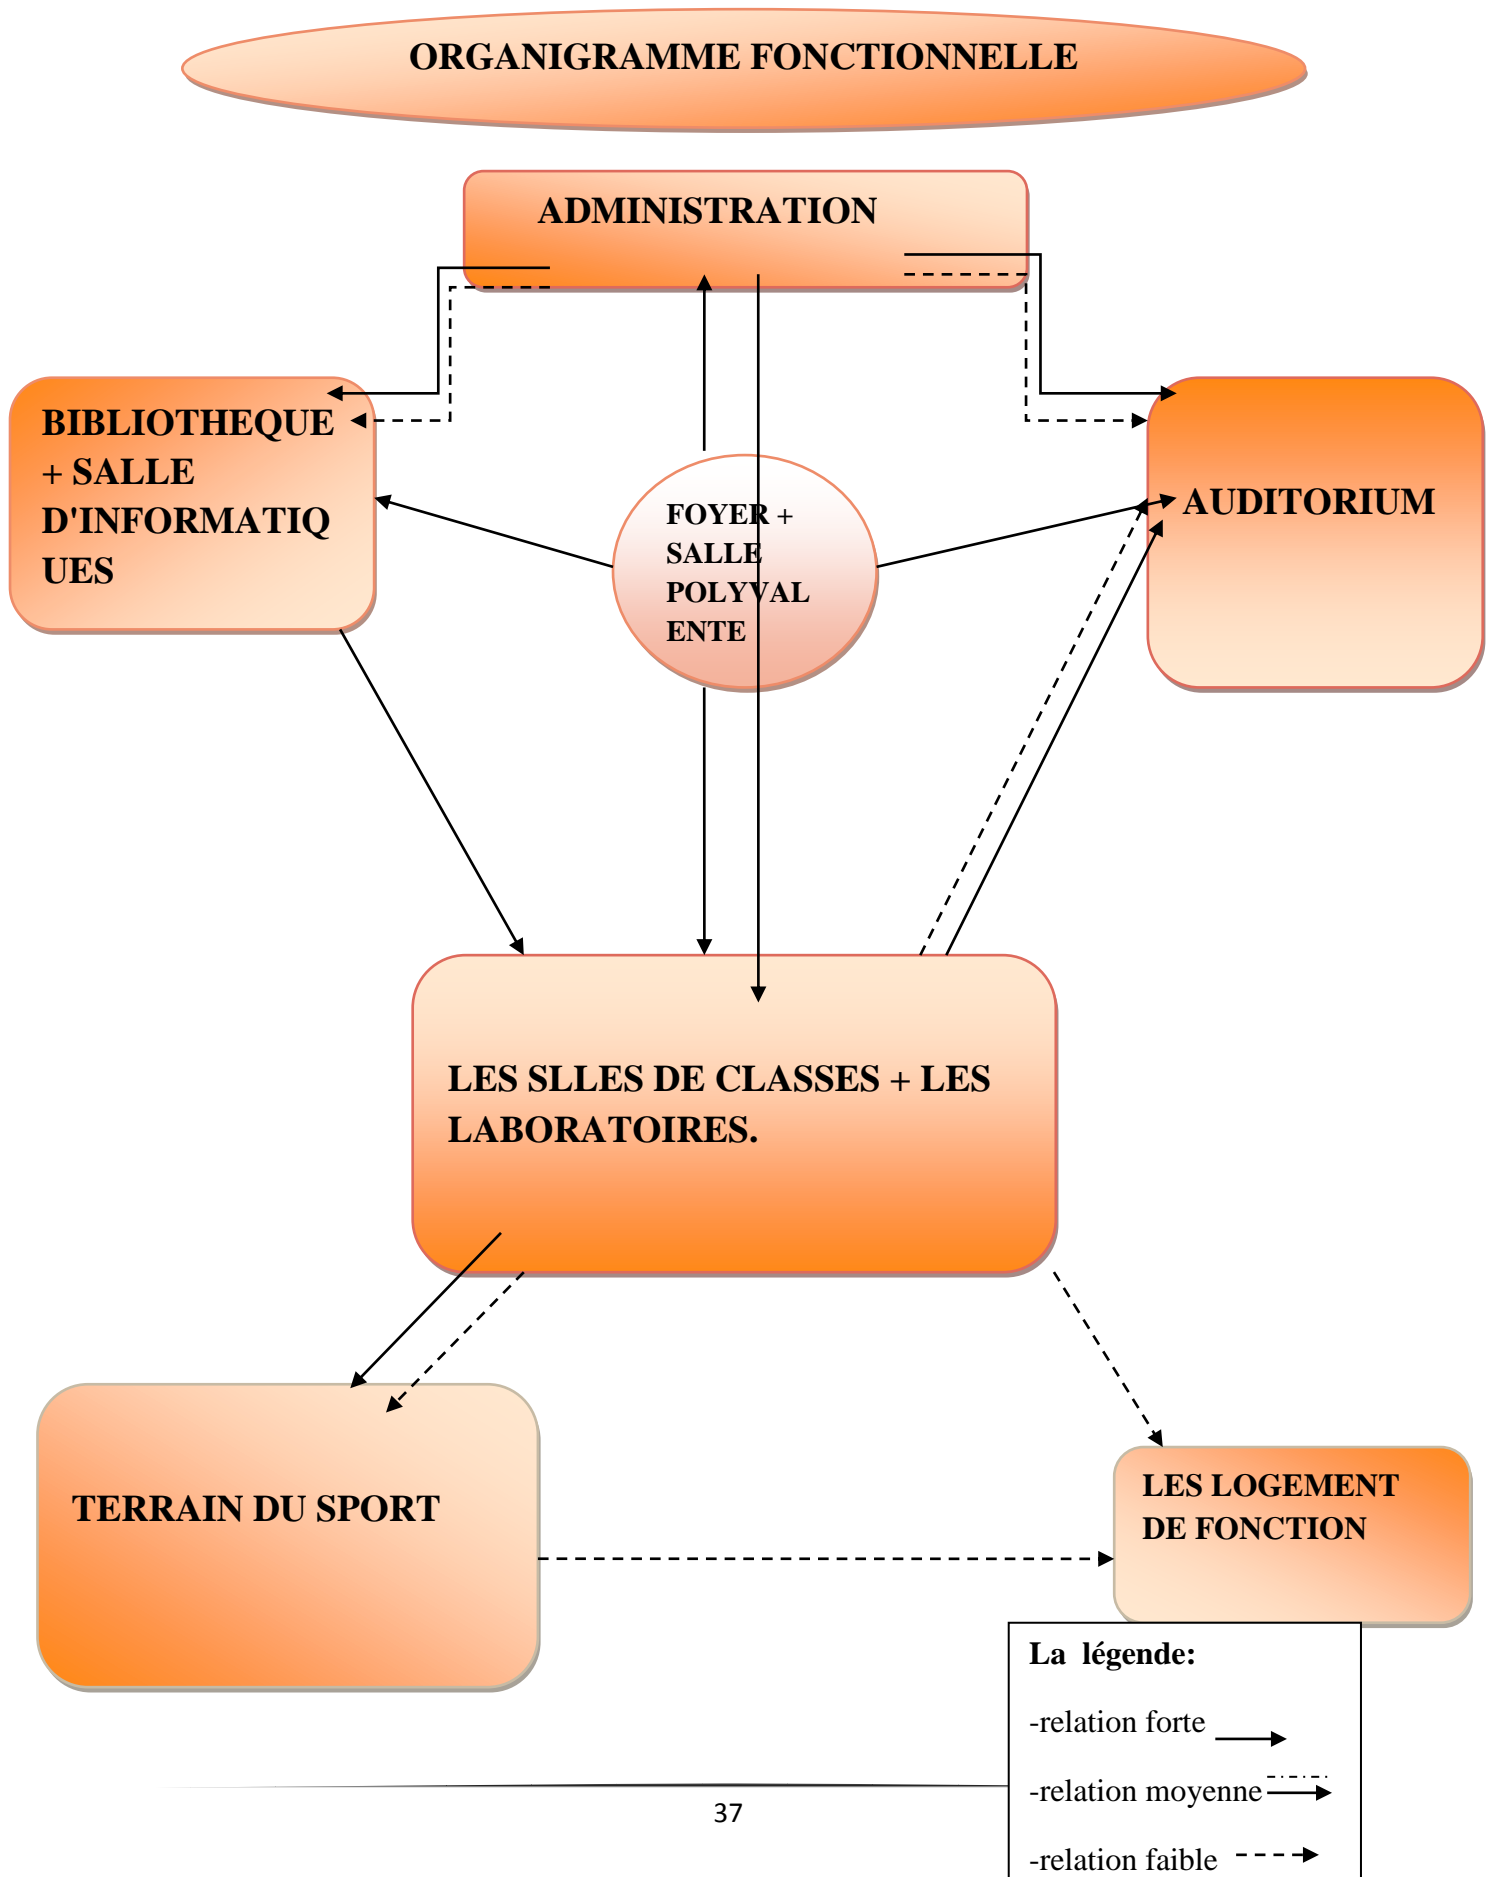 ORGANIGRAMME FONCTIONNELLE
ADMINISTRATION
BIBLIOTHEQUE
+ SALLE
D'INFORMATIQ
UES
FOYER +
SALLE
POLYVAL
ENTE
AUDITORIUM
LES SLLES DE CLASSES + LES
LABORATOIRES.
TERRAIN DU SPORT
LES LOGEMENT
DE FONCTION
La légende:
-relation forte
-relation moyenne
-relation faible
37